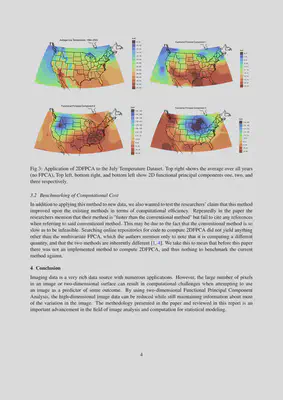 Fig 3: Application of 2DFPCA to the July Temperature Dataset. Top right shows the average over all years
(no FPCA). Top left, bottom right, and bottom left show 2D functional principal components one, two, and
three respectively.
3.2 Benchmarking of Computational Cost
In addition to applying this method to new data, we also wanted to test the researchers' claim that this method
improved upon the existing methods in terms of computational efficiency. Repeatedly in the paper the
researchers mention that their method is "faster than the conventional method" but fail to cite any references
when referring to said conventional method. This may be due to the fact that the conventional method is so
slow as to be infeasible. Searching online repositories for code to compute 2DFPCA did not yield anything
other than the multivariate FPCA, which the authors mention only to note that it is computing a different
quantity, and that the two methods are inherently different [1, 4]. We take this to mean that before this paper
there was not an implemented method to compute 2DFPCA, and thus nothing to benchmark the current
method against.
4 Conclusion
Imaging data is a very rich data source with numerous applications. However, the large number of pixels
in an image or two-dimensional surface can result in computational challenges when attempting to use
an image as a predictor of some outcome. By using two-dimensional Functional Principal Component
Analysis, the high-dimensional image data can be reduced while still maintaining information about most
of the variation in the image. The methodology presented in the paper and reviewed in this report is an
important advancement in the field of image analysis and computation for statistical modeling.
4